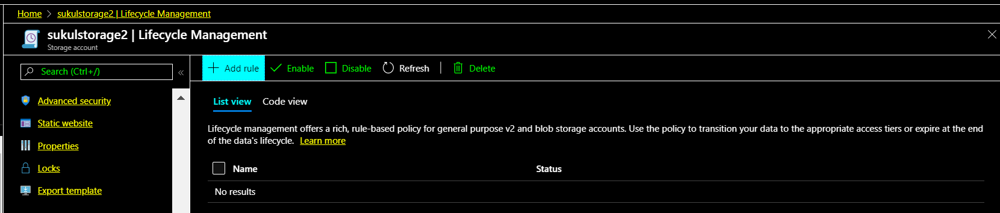 Home > sukulstorage2 | Lifecycle Management
sukulstorage2 | Lifecycle Management
Storage account
Search (Ctrl+/)
«
Add rule
Enable
Disable
Refresh
Delete
Advanced security
Static website
Properties
Locks
Export template
List view
Code view
Lifecycle management offers a rich, rule-based policy for general purpose v2 and blob storage accounts. Use the policy to transition your data to the appropriate access tiers or expire at the end
of the data's lifecycle. Learn more
Name
Status
No results